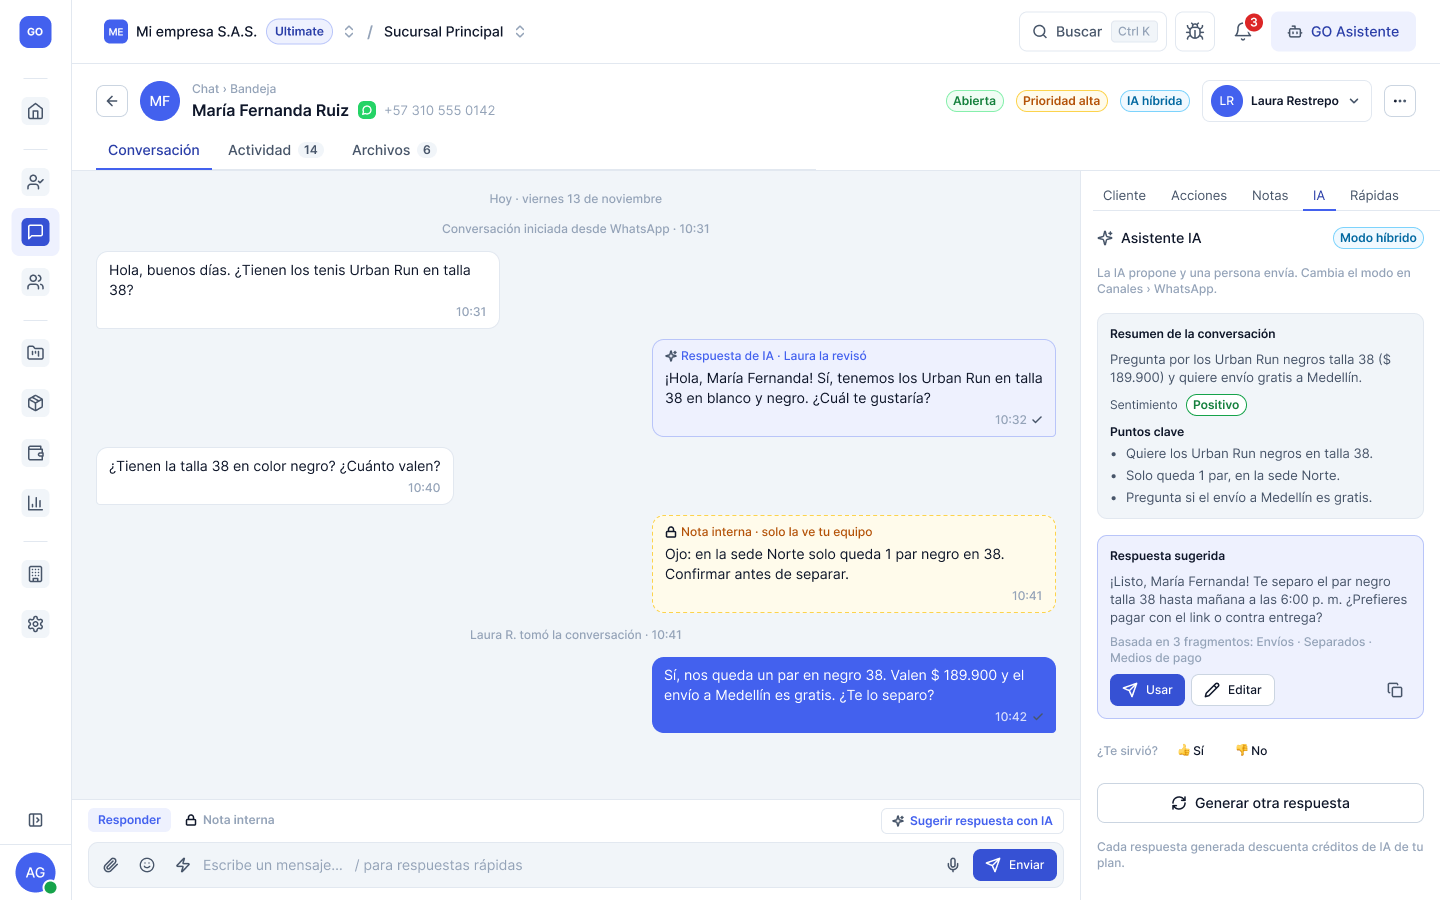 GO
ME Mi empresa S.A.S. Ultimate / Sucursal Principal
Buscar Ctrl K
3
GO Asistente
Chat › Bandeja
MF María Fernanda Ruiz +57 310 555 0142
Abierta Prioridad alta IA híbrida LR Laura Restrepo
Conversación Actividad 14 Archivos 6
Hoy · viernes 13 de noviembre
Conversación iniciada desde WhatsApp · 10:31
Hola, buenos días. ¿Tienen los tenis Urban Run en talla
38?
10:31
Respuesta de IA · Laura la revisó
¡Hola, María Fernanda! Sí, tenemos los Urban Run en talla
38 en blanco y negro. ¿Cuál te gustaría?
10:32
¿Tienen la talla 38 en color negro? ¿Cuánto valen?
10:40
Nota interna · solo la ve tu equipo
Ojo: en la sede Norte solo queda 1 par negro en 38.
Confirmar antes de separar.
10:41
Laura R. tomó la conversación · 10:41
Sí, nos queda un par en negro 38. Valen $ 189.900 y el
envío a Medellín es gratis. ¿Te lo separo?
10:42
Responder Nota interna
Sugerir respuesta con IA
Escribe un mensaje... / para respuestas rápidas
Enviar
Cliente Acciones Notas IA Rápidas
Asistente IA Modo híbrido
La IA propone y una persona envía. Cambia el modo en
Canales › WhatsApp.
Resumen de la conversación
Pregunta por los Urban Run negros talla 38 ($
189.900) y quiere envío gratis a Medellín.
Sentimiento Positivo
Puntos clave
• Quiere los Urban Run negros en talla 38.
• Solo queda 1 par, en la sede Norte.
• Pregunta si el envío a Medellín es gratis.
Respuesta sugerida
¡Listo, María Fernanda! Te separo el par negro
talla 38 hasta mañana a las 6:00 p. m. ¿Prefieres
pagar con el link o contra entrega?
Basada en 3 fragmentos: Envíos · Separados ·
Medios de pago
Usar Editar
¿Te sirvió? 👍 Sí 👎 No
Generar otra respuesta
Cada respuesta generada descuenta créditos de IA de tu
plan.
AG